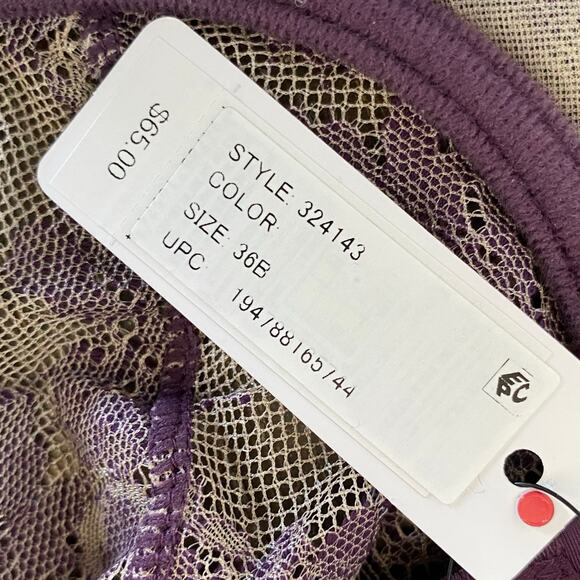 $65.00
STYLE: 324143
COLOR:
SIZE: 36B
UPC: 194788165744